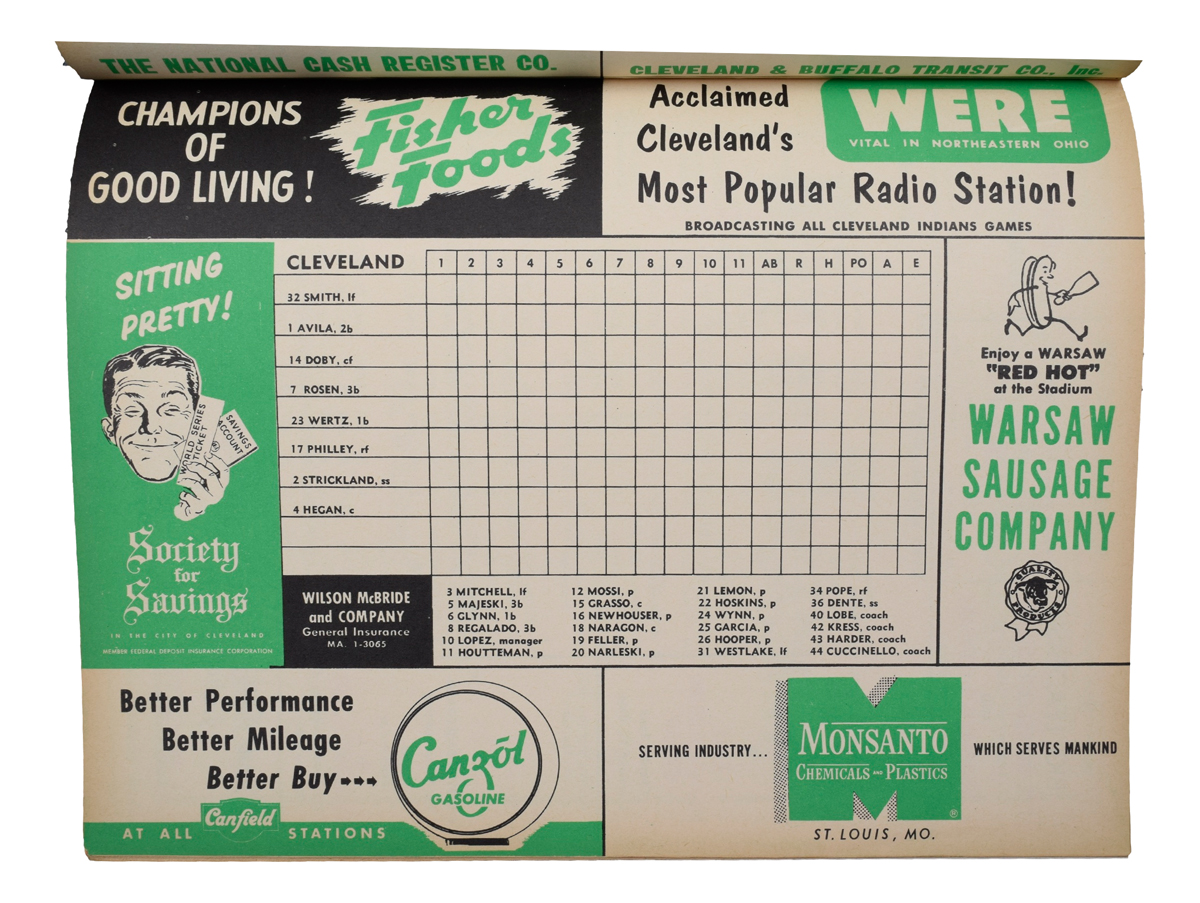 THE NATIONAL CASH REGISTER CO.
CLEVELAND & BUFFALO TRANSIT CO., Inc.
CHAMPIONS
OF
GOOD LIVING!
Fisher
Foods
Acclaimed
Cleveland's
Most Popular Radio Station!
WERE
VITAL IN NORTHEASTERN OHIO
BROADCASTING ALL CLEVELAND INDIANS GAMES
SITTING
PRETTY!
WORLD SERIES
TICKET
SAVINGS
ACCOUNT
Society
for
Savings
IN THE CITY OF CLEVELAND
MEMBER FEDERAL DEPOSIT INSURANCE CORPORATION
CLEVELAND 1 2 3 4 5 6 7 8 9 10 11 AB R H PO A E
32 SMITH, lf
1 AVILA, 2b
14 DOBY, cf
7 ROSEN, 3b
23 WERTZ, 1b
17 PHILLEY, rf
2 STRICKLAND, ss
4 HEGAN, c
WILSON McBRIDE
and COMPANY
General Insurance
MA. 1-3065
3 MITCHELL, lf
5 MAJESKI, 3b
6 GLYNN, 1b
8 REGALADO, 3b
10 LOPEZ, manager
11 HOUTTEMAN, p
12 MOSSI, p
15 GRASSO, c
16 NEWHOUSER, p
18 NARAGON, c
19 FELLER, p
20 NARLESKI, p
21 LEMON, p
22 HOSKINS, p
24 WYNN, p
25 GARCIA, p
26 HOOPER, p
31 WESTLAKE, lf
34 POPE, rf
36 DENTE, ss
40 LOBE, coach
42 KRESS, coach
43 HARDER, coach
44 CUCCINELLO, coach
Enjoy a WARSAW
"RED HOT"
at the Stadium
WARSAW
SAUSAGE
COMPANY
QUALITY
PRODUCTS
Better Performance
Better Mileage
Better Buy
AT ALL Canfield STATIONS
Canzōl
GASOLINE
SERVING INDUSTRY...
MONSANTO
CHEMICALS AND PLASTICS
®
WHICH SERVES MANKIND
ST. LOUIS, MO.